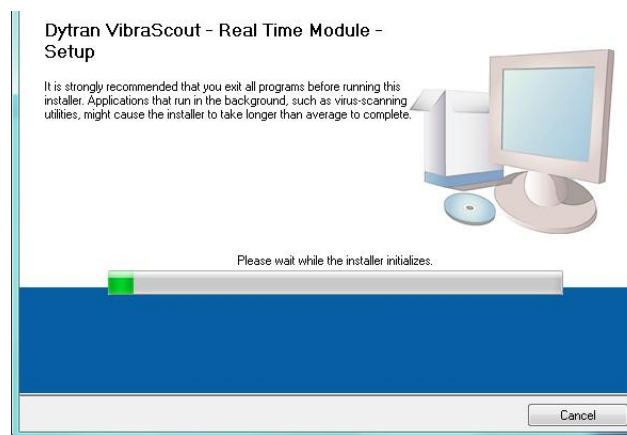 Dytran VibraScout - Real Time Module -
Setup
It is strongly recommended that you exit all programs before running this
installer. Applications that run in the background, such as virus-scanning
utilities, might cause the installer to take longer than average to complete.
Please wait while the installer initializes.
Cancel